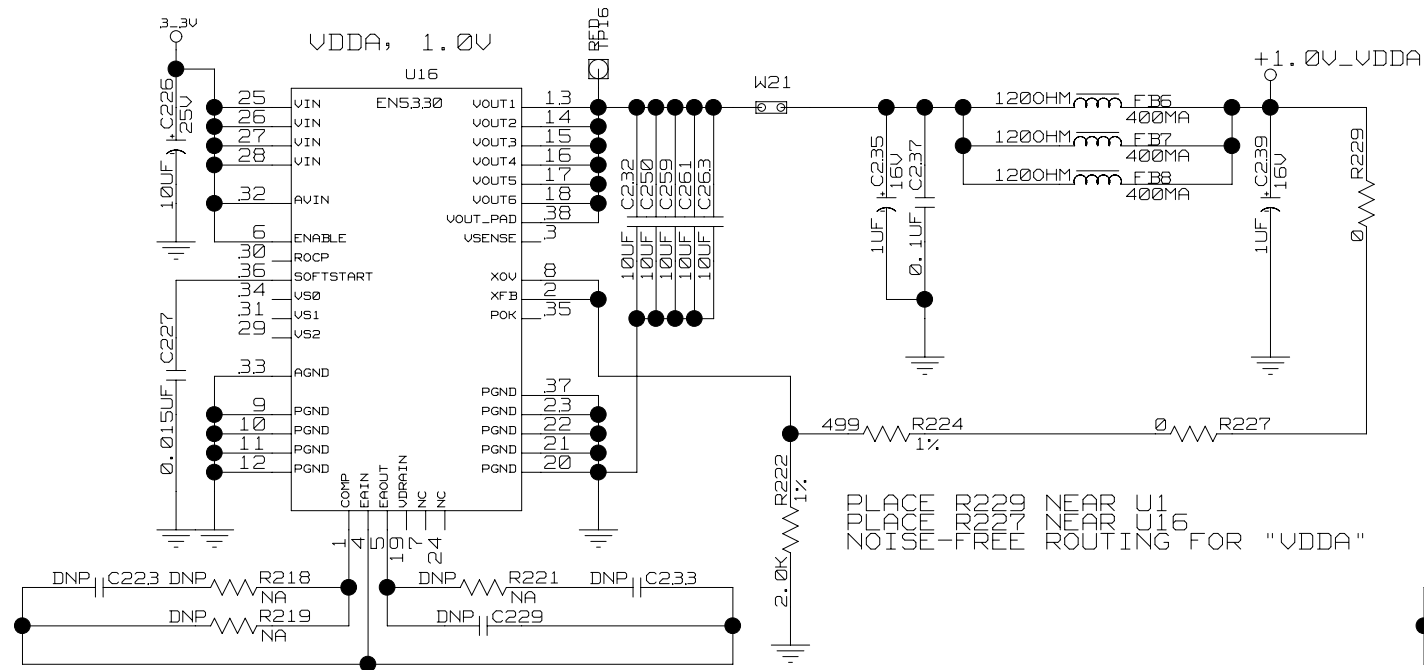 3_3V
VDDA, 1.0V
RED
TP16
+1.0V_VDDA
U16
EN5330
W21
C226
25V
10UF
25 VIN
26 VIN
27 VIN
28 VIN
32 AVIN
6 ENABLE
30 ROCP
36 SOFTSTART
34 VS0
31 VS1
29 VS2
33 AGND
9 PGND
10 PGND
11 PGND
12 PGND
VOUT1 13
VOUT2 14
VOUT3 15
VOUT4 16
VOUT5 17
VOUT6 18
VOUT_PAD 38
VSENSE 3
XOV 8
XFB 2
POK 35
PGND 37
PGND 23
PGND 22
PGND 21
PGND 20
COMP 1
EAIN 4
EAOUT 5
VDRAIN 19
NC 7
NC 24
C227
0.015UF
C232 10UF
C250 10UF
C259 10UF
C261 10UF
C263 10UF
C235
16V
1UF
C237
0.1UF
120OHM FB6
400MA
120OHM FB7
400MA
120OHM FB8
400MA
C239
16V
1UF
R229
0
499 R224
1%
0 R227
R222
1%
2.0K
PLACE R229 NEAR U1
PLACE R227 NEAR U16
NOISE-FREE ROUTING FOR "VDDA"
DNP C223 DNP R218
NA
DNP R219
NA
DNP R221
NA
DNP C233
DNP C229